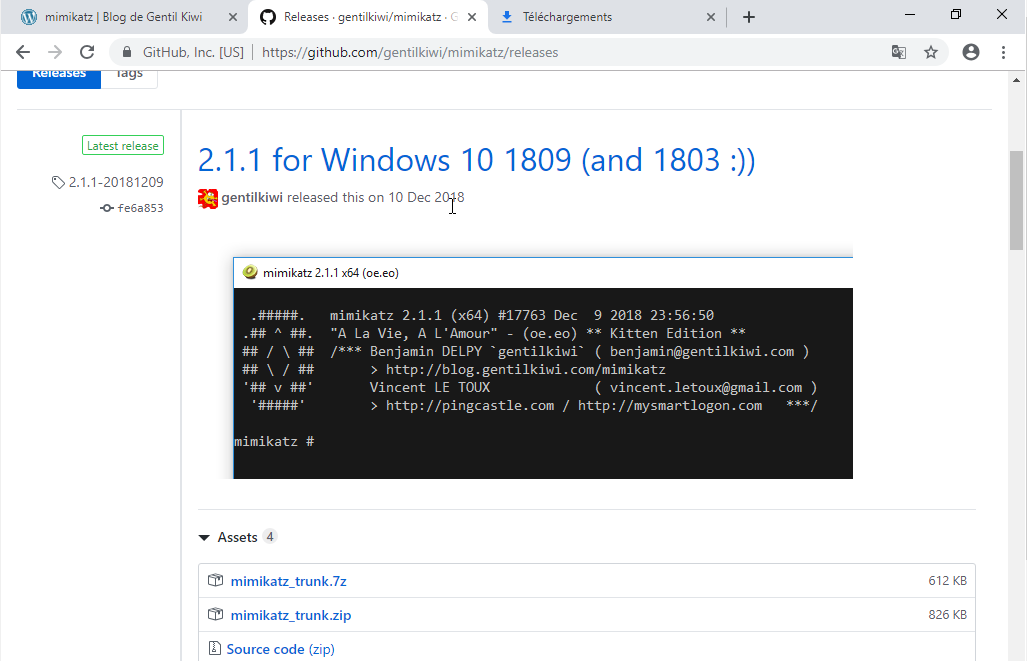 mimikatz | Blog de Gentil Kiwi
Releases · gentilkiwi/mimikatz · G
Téléchargements
GitHub, Inc. [US] | https://github.com/gentilkiwi/mimikatz/releases
Releases Tags
Latest release
2.1.1-20181209
fe6a853
2.1.1 for Windows 10 1809 (and 1803 :))
gentilkiwi released this on 10 Dec 2018
mimikatz 2.1.1 x64 (oe.eo)
.#####.   mimikatz 2.1.1 (x64) #17763 Dec  9 2018 23:56:50
.## ^ ##.  "A La Vie, A L'Amour" - (oe.eo) ** Kitten Edition **
## / \ ##  /*** Benjamin DELPY `gentilkiwi` ( benjamin@gentilkiwi.com )
## \ / ##       > http://blog.gentilkiwi.com/mimikatz
'## v ##'       Vincent LE TOUX             ( vincent.letoux@gmail.com )
'#####'        > http://pingcastle.com / http://mysmartlogon.com   ***/
mimikatz #
Assets 4
mimikatz_trunk.7z 612 KB
mimikatz_trunk.zip 826 KB
Source code (zip)